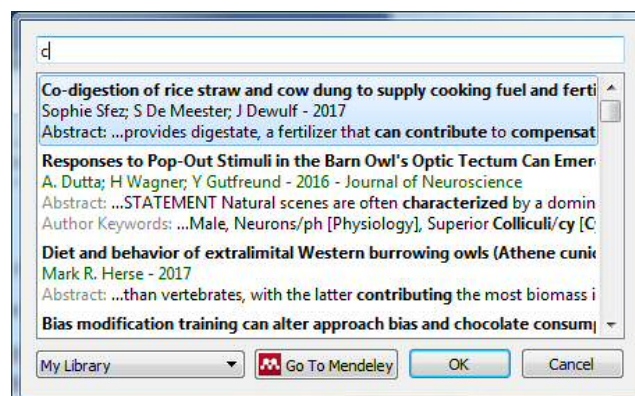 c
Co-digestion of rice straw and cow dung to supply cooking fuel and ferti
Sophie Sfez; S De Meester; J Dewulf - 2017
Abstract: ...provides digestate, a fertilizer that can contribute to compensat
Responses to Pop-Out Stimuli in the Barn Owl's Optic Tectum Can Emer
A. Dutta; H Wagner; Y Gutfreund - 2016 - Journal of Neuroscience
Abstract: ...STATEMENT Natural scenes are often characterized by a domin
Author Keywords: ...Male, Neurons/ph [Physiology], Superior Colliculi/cy [C
Diet and behavior of extralimital Western burrowing owls (Athene cunic
Mark R. Herse - 2017
Abstract: ...than vertebrates, with the latter contributing the most biomass i
Bias modification training can alter approach bias and chocolate consum
My Library Go To Mendeley OK Cancel